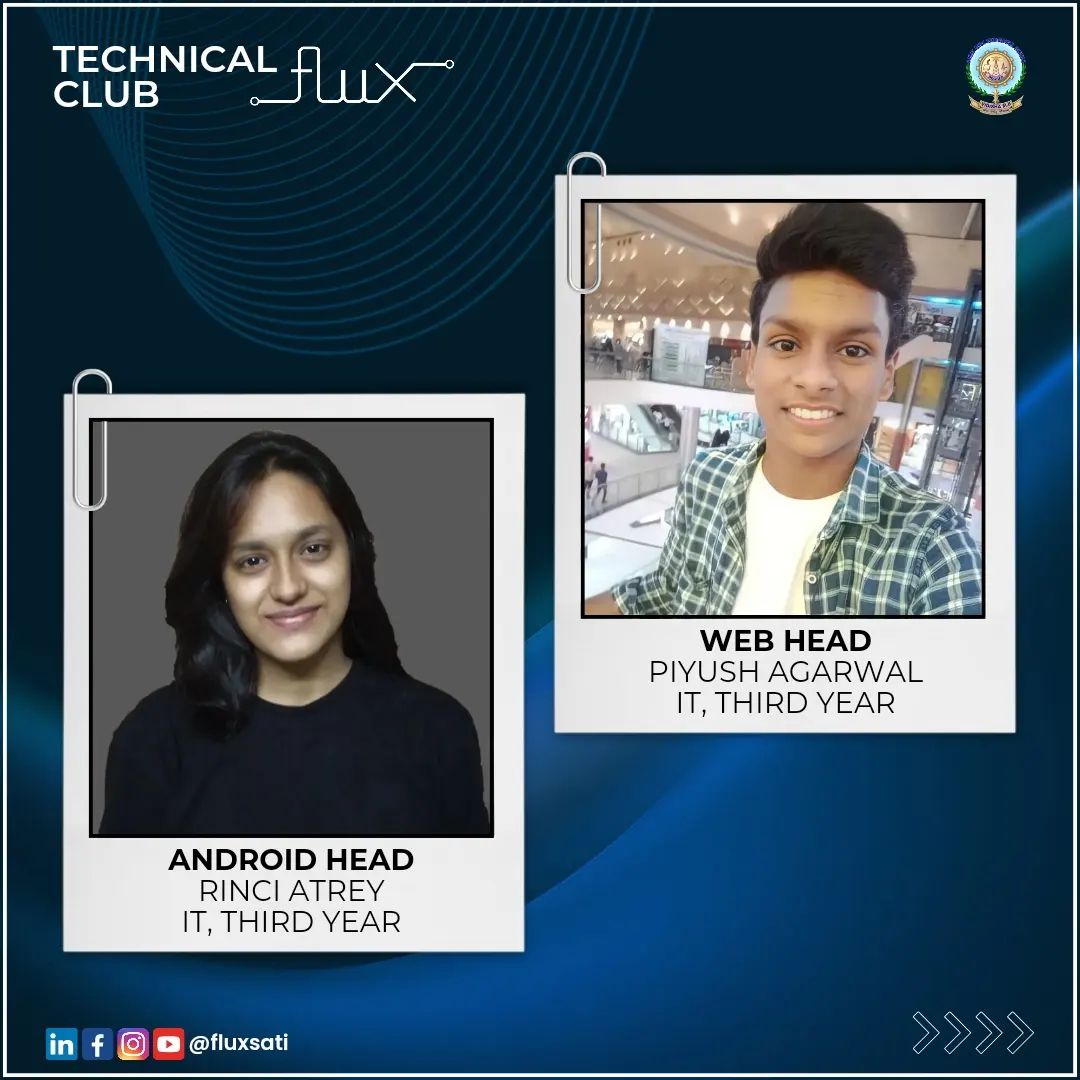 TECHNICAL
CLUB
flux
WEB HEAD
PIYUSH AGARWAL
IT, THIRD YEAR
ANDROID HEAD
RINCI ATREY
IT, THIRD YEAR
@fluxsati